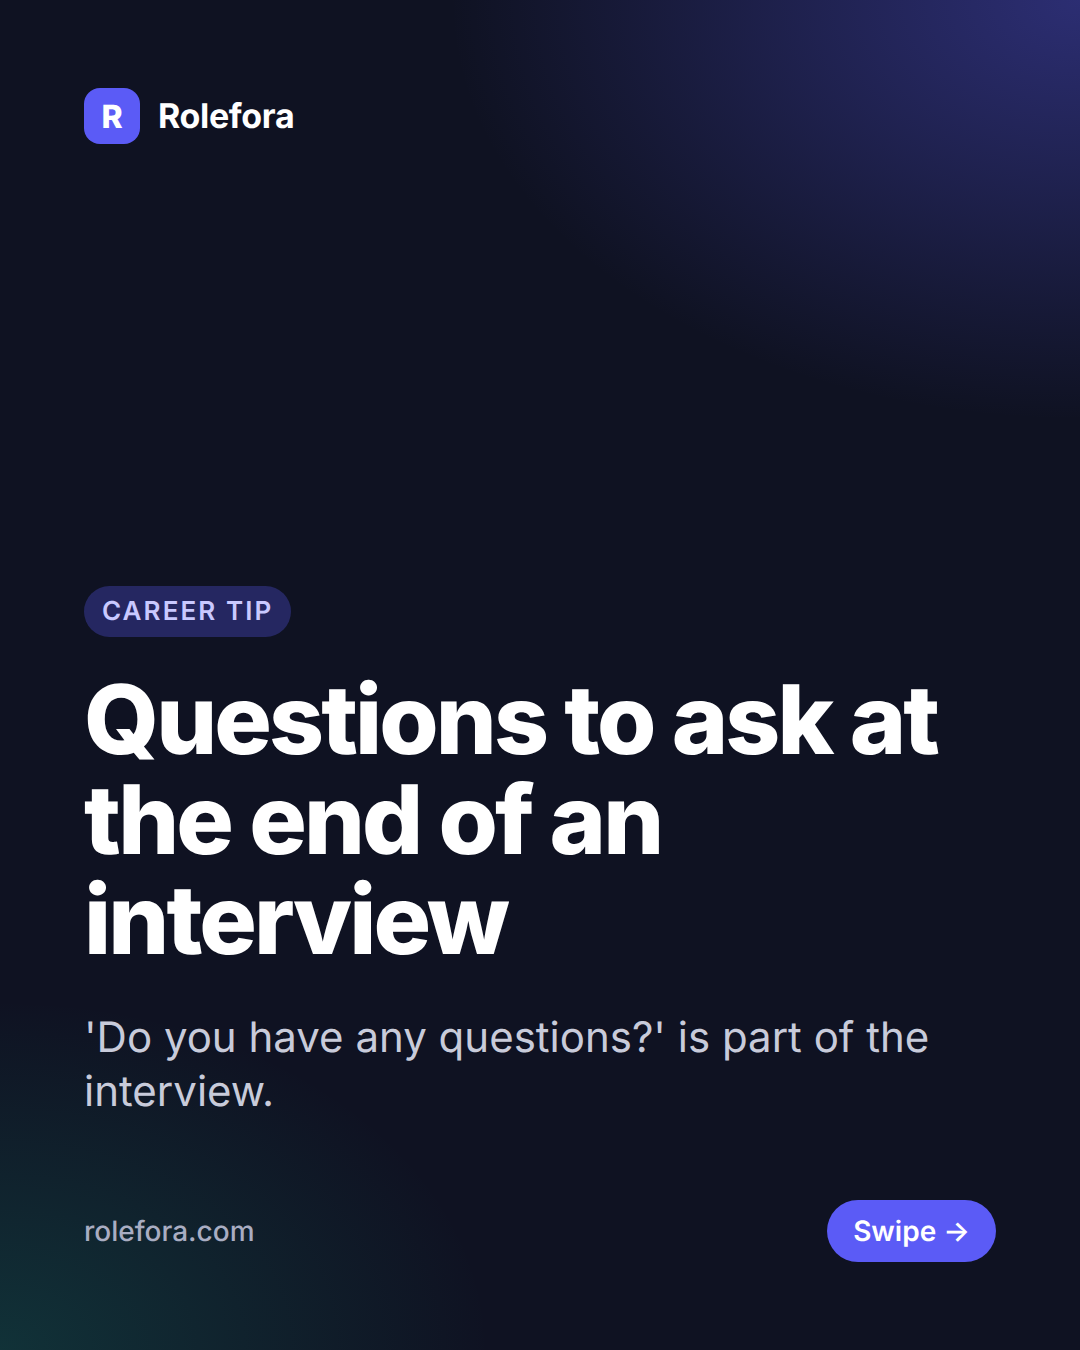 R Rolefora
CAREER TIP
Questions to ask at
the end of an
interview
'Do you have any questions?' is part of the
interview.
rolefora.com
Swipe →